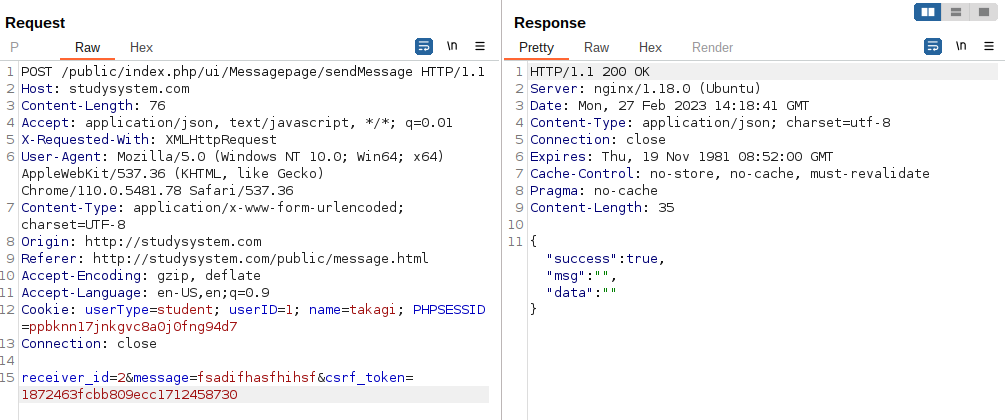 Request
P Raw Hex \n
1 POST /public/index.php/ui/Messagepage/sendMessage HTTP/1.1
2 Host: studysystem.com
3 Content-Length: 76
4 Accept: application/json, text/javascript, */*; q=0.01
5 X-Requested-With: XMLHttpRequest
6 User-Agent: Mozilla/5.0 (Windows NT 10.0; Win64; x64)
AppleWebKit/537.36 (KHTML, like Gecko)
Chrome/110.0.5481.78 Safari/537.36
7 Content-Type: application/x-www-form-urlencoded;
charset=UTF-8
8 Origin: http://studysystem.com
9 Referer: http://studysystem.com/public/message.html
10 Accept-Encoding: gzip, deflate
11 Accept-Language: en-US,en;q=0.9
12 Cookie: userType=student; userID=1; name=takagi; PHPSESSID
=ppbknn17jnkgvc8a0j0fng94d7
13 Connection: close
14
15 receiver_id=2&message=fsadifhasfhihsf&csrf_token=
1872463fcbb809ecc1712458730
Response
Pretty Raw Hex Render \n
1 HTTP/1.1 200 OK
2 Server: nginx/1.18.0 (Ubuntu)
3 Date: Mon, 27 Feb 2023 14:18:41 GMT
4 Content-Type: application/json; charset=utf-8
5 Connection: close
6 Expires: Thu, 19 Nov 1981 08:52:00 GMT
7 Cache-Control: no-store, no-cache, must-revalidate
8 Pragma: no-cache
9 Content-Length: 35
10
11 {
"success":true,
"msg":"",
"data":""
}